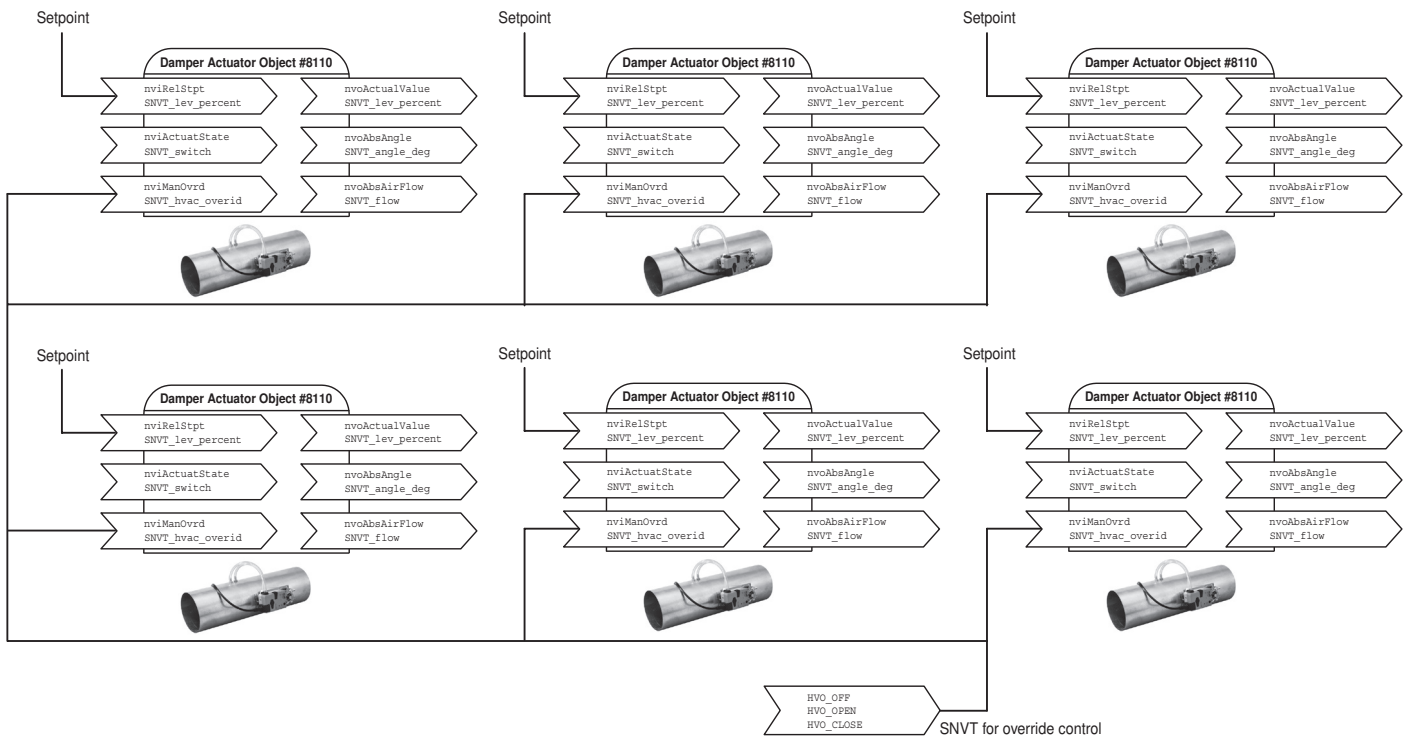 Setpoint
Setpoint
Setpoint
Damper Actuator Object #8110
nviRelStpt
SNVT_lev_percent
nvoActualValue
SNVT_lev_percent
nviActuatState
SNVT_switch
nvoAbsAngle
SNVT_angle_deg
nviManOvrd
SNVT_hvac_overid
nvoAbsAirFlow
SNVT_flow
Damper Actuator Object #8110
nviRelStpt
SNVT_lev_percent
nvoActualValue
SNVT_lev_percent
nviActuatState
SNVT_switch
nvoAbsAngle
SNVT_angle_deg
nviManOvrd
SNVT_hvac_overid
nvoAbsAirFlow
SNVT_flow
Damper Actuator Object #8110
nviRelStpt
SNVT_lev_percent
nvoActualValue
SNVT_lev_percent
nviActuatState
SNVT_switch
nvoAbsAngle
SNVT_angle_deg
nviManOvrd
SNVT_hvac_overid
nvoAbsAirFlow
SNVT_flow
Setpoint
Setpoint
Setpoint
Damper Actuator Object #8110
nviRelStpt
SNVT_lev_percent
nvoActualValue
SNVT_lev_percent
nviActuatState
SNVT_switch
nvoAbsAngle
SNVT_angle_deg
nviManOvrd
SNVT_hvac_overid
nvoAbsAirFlow
SNVT_flow
Damper Actuator Object #8110
nviRelStpt
SNVT_lev_percent
nvoActualValue
SNVT_lev_percent
nviActuatState
SNVT_switch
nvoAbsAngle
SNVT_angle_deg
nviManOvrd
SNVT_hvac_overid
nvoAbsAirFlow
SNVT_flow
Damper Actuator Object #8110
nviRelStpt
SNVT_lev_percent
nvoActualValue
SNVT_lev_percent
nviActuatState
SNVT_switch
nvoAbsAngle
SNVT_angle_deg
nviManOvrd
SNVT_hvac_overid
nvoAbsAirFlow
SNVT_flow
HVO_OFF
HVO_OPEN
HVO_CLOSE
SNVT for override control